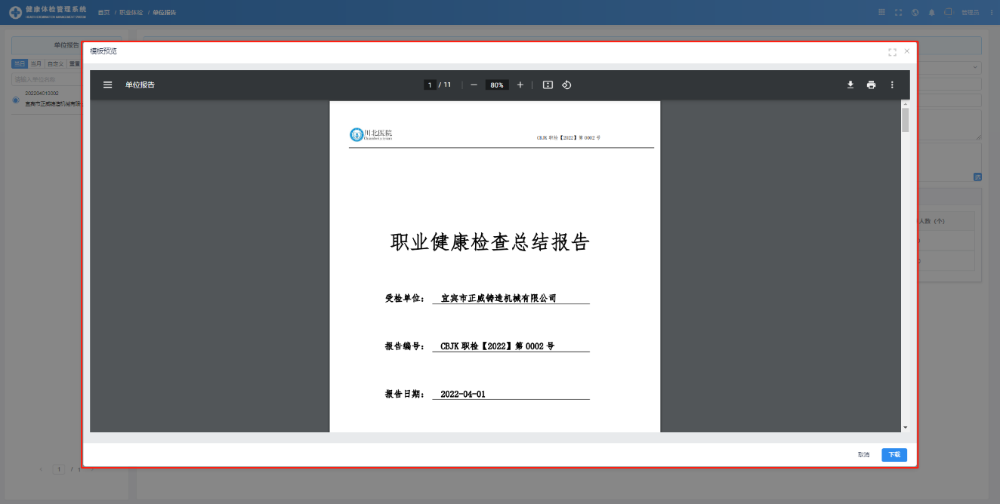 健康体检管理系统
首页 / 职业体检 / 单位报告
管理员
单位报告
当日 当月 自定义 重置
请输入单位名称
202204010002
宜宾市正威铸造机械有限
模板预览
单位报告
1 / 11
80%
川北医院
Chuanbeiyiyuan
CBJK 职检【2022】第 0002 号
职业健康检查总结报告
受检单位： 宜宾市正威铸造机械有限公司
报告编号： CBJK 职检【2022】第 0002 号
报告日期： 2022-04-01
人数（个）
取消
下载
1 / 1